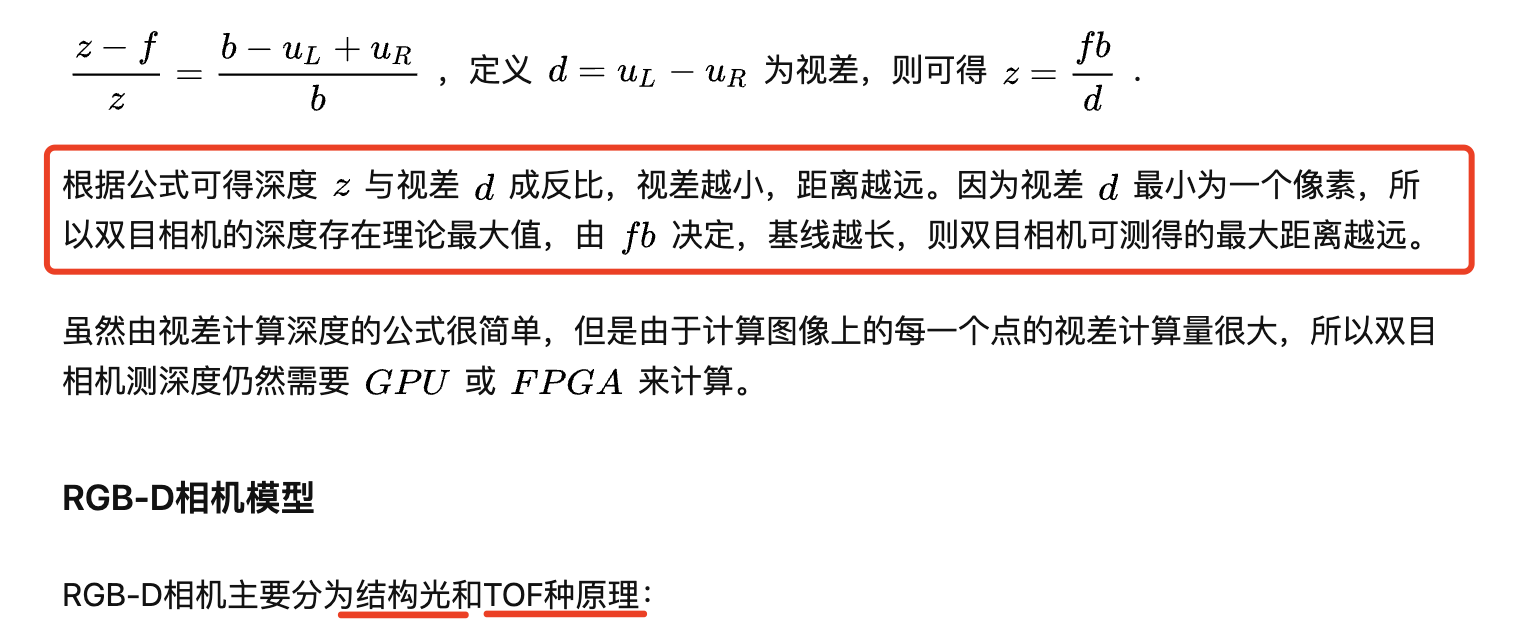 $\frac{z-f}{z} = \frac{b-u_L+u_R}{b}$ ，定义 $d = u_L - u_R$ 为视差，则可得 $z = \frac{fb}{d}$ .
根据公式可得深度 z 与视差 d 成反比，视差越小，距离越远。因为视差 d 最小为一个像素，所
以双目相机的深度存在理论最大值，由 fb 决定，基线越长，则双目相机可测得的最大距离越远。
虽然由视差计算深度的公式很简单，但是由于计算图像上的每一个点的视差计算量很大，所以双目
相机测深度仍然需要 GPU 或 FPGA 来计算。
RGB-D相机模型
RGB-D相机主要分为结构光和TOF种原理：